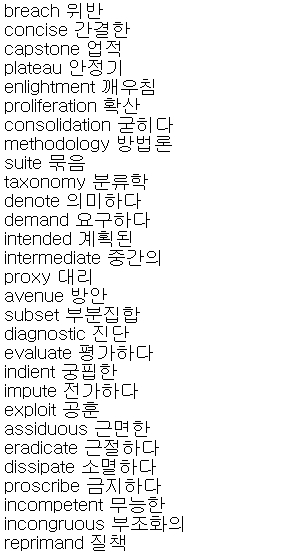 breach 위반
concise 간결한
capstone 업적
plateau 안정기
enlightment 깨우침
proliferation 확산
consolidation 굳히다
methodology 방법론
suite 묶음
taxonomy 분류학
denote 의미하다
demand 요구하다
intended 계획된
intermediate 중간의
proxy 대리
avenue 방안
subset 부분집합
diagnostic 진단
evaluate 평가하다
indient 궁핍한
impute 전가하다
exploit 공훈
assiduous 근면한
eradicate 근절하다
dissipate 소멸하다
proscribe 금지하다
incompetent 무능한
incongruous 부조화의
reprimand 질책